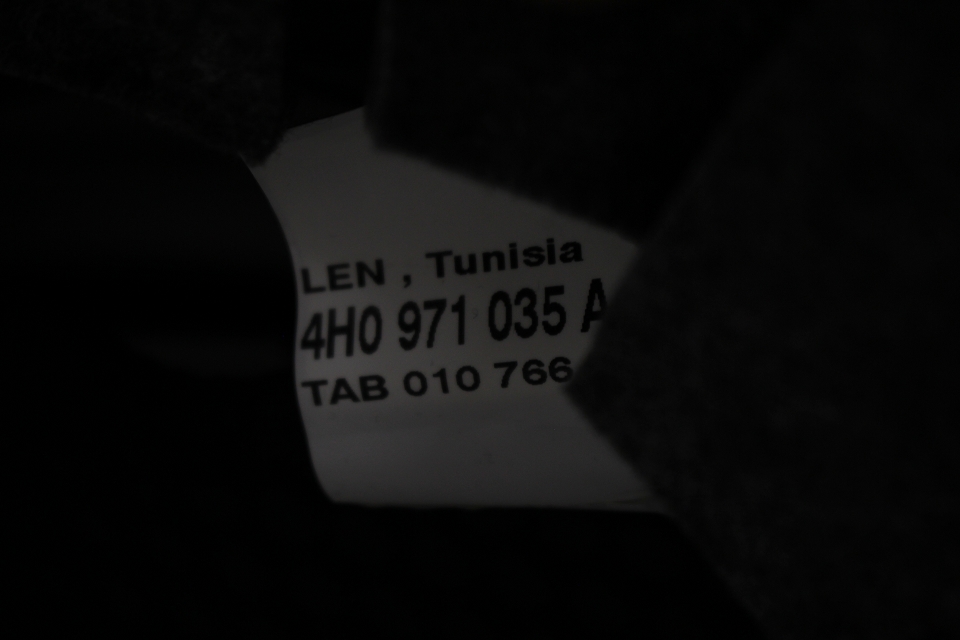 LEN , Tunisia
4H0 971 035 A
TAB 010 766